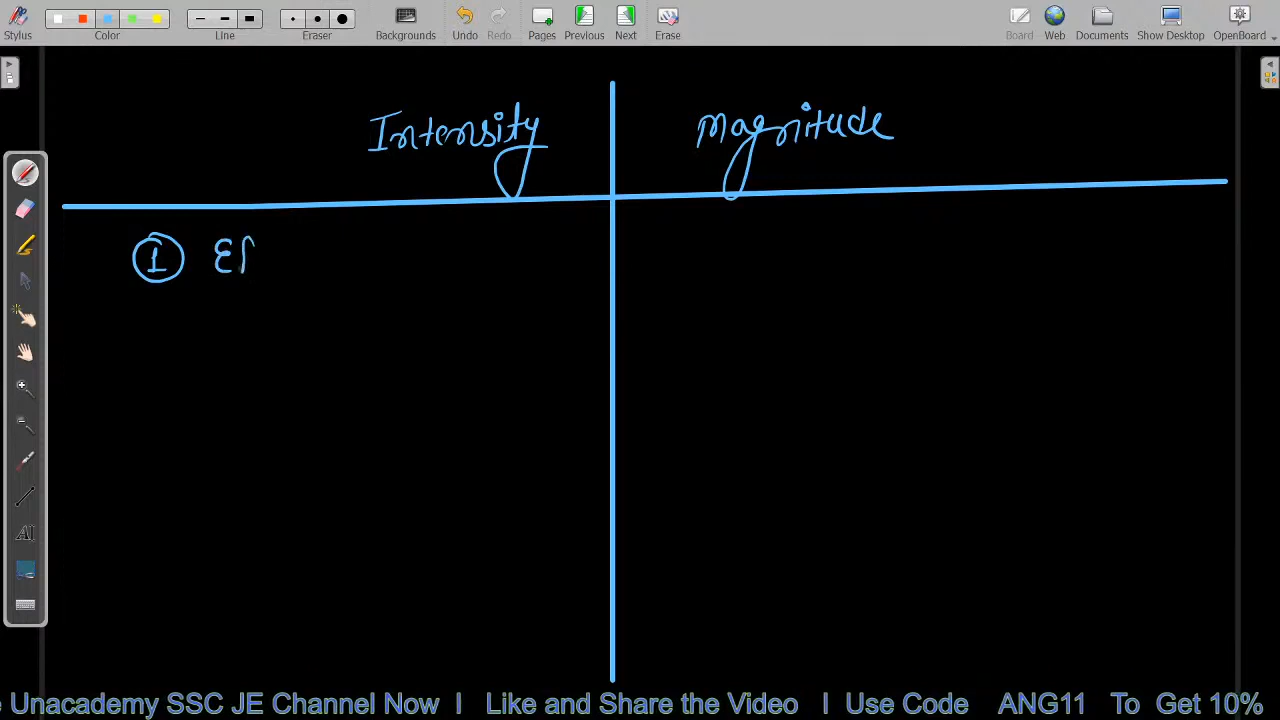 Stylus Color Line Eraser Backgrounds Undo Redo Pages Previous Next Erase Board Web Documents Show Desktop OpenBoard
Intensity Magnitude
1
Unacademy SSC JE Channel Now I Like and Share the Video I Use Code ANG11 To Get 10%